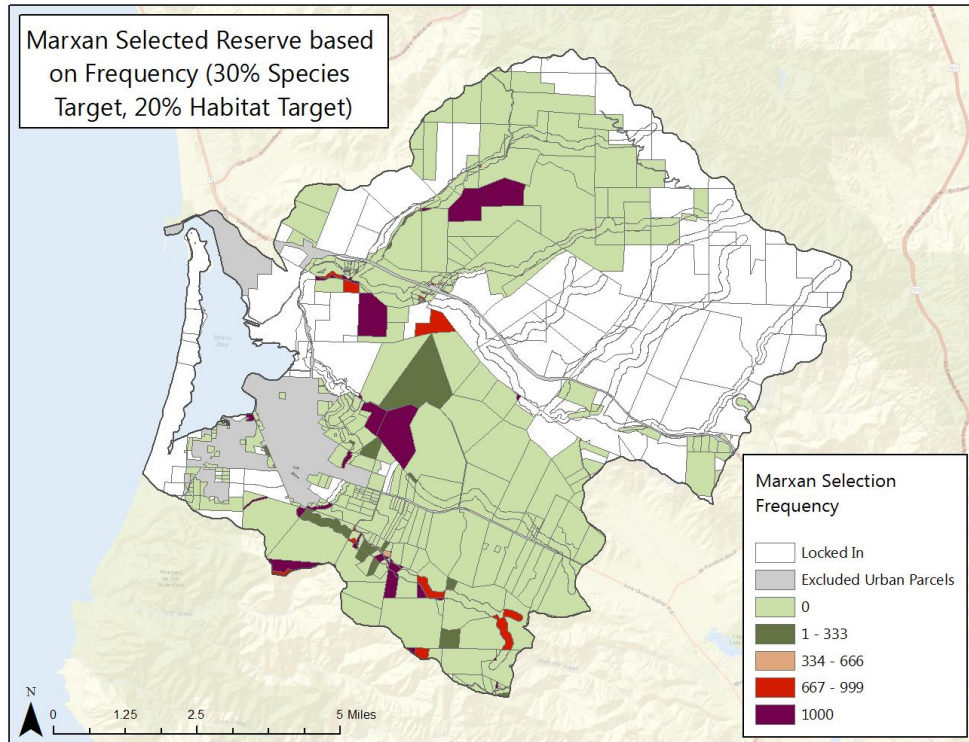 Marxan Selected Reserve based
on Frequency (30% Species
Target, 20% Habitat Target)
Marxan Selection
Frequency
Locked In
Excluded Urban Parcels
0
1 - 333
334 - 666
667 - 999
1000
N
0 1.25 2.5 5 Miles